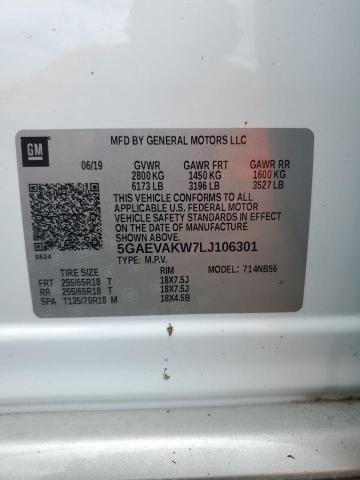 GM
MFD BY GENERAL MOTORS LLC
06/19 GVWR GAWR FRT GAWR RR
2800 KG 1450 KG 1600 KG
6173 LB 3196 LB 3527 LB
THIS VEHICLE CONFORMS TO ALL
APPLICABLE U.S. FEDERAL MOTOR
VEHICLE SAFETY AND THEFT
PREVENTION STANDARDS IN EFFECT
ON THE DATE OF MANUFACTURE
SHOWN ABOVE.
5GAEVAKW7LJ106301
8624
TYPE: M.P.V. MODEL: 714NB56
TIRE SIZE RIM
FRT 255/65R18 T 18X7.5J
RR 255/65R18 T 18X7.5J
SPA T135/70R18 M 18X4.5B